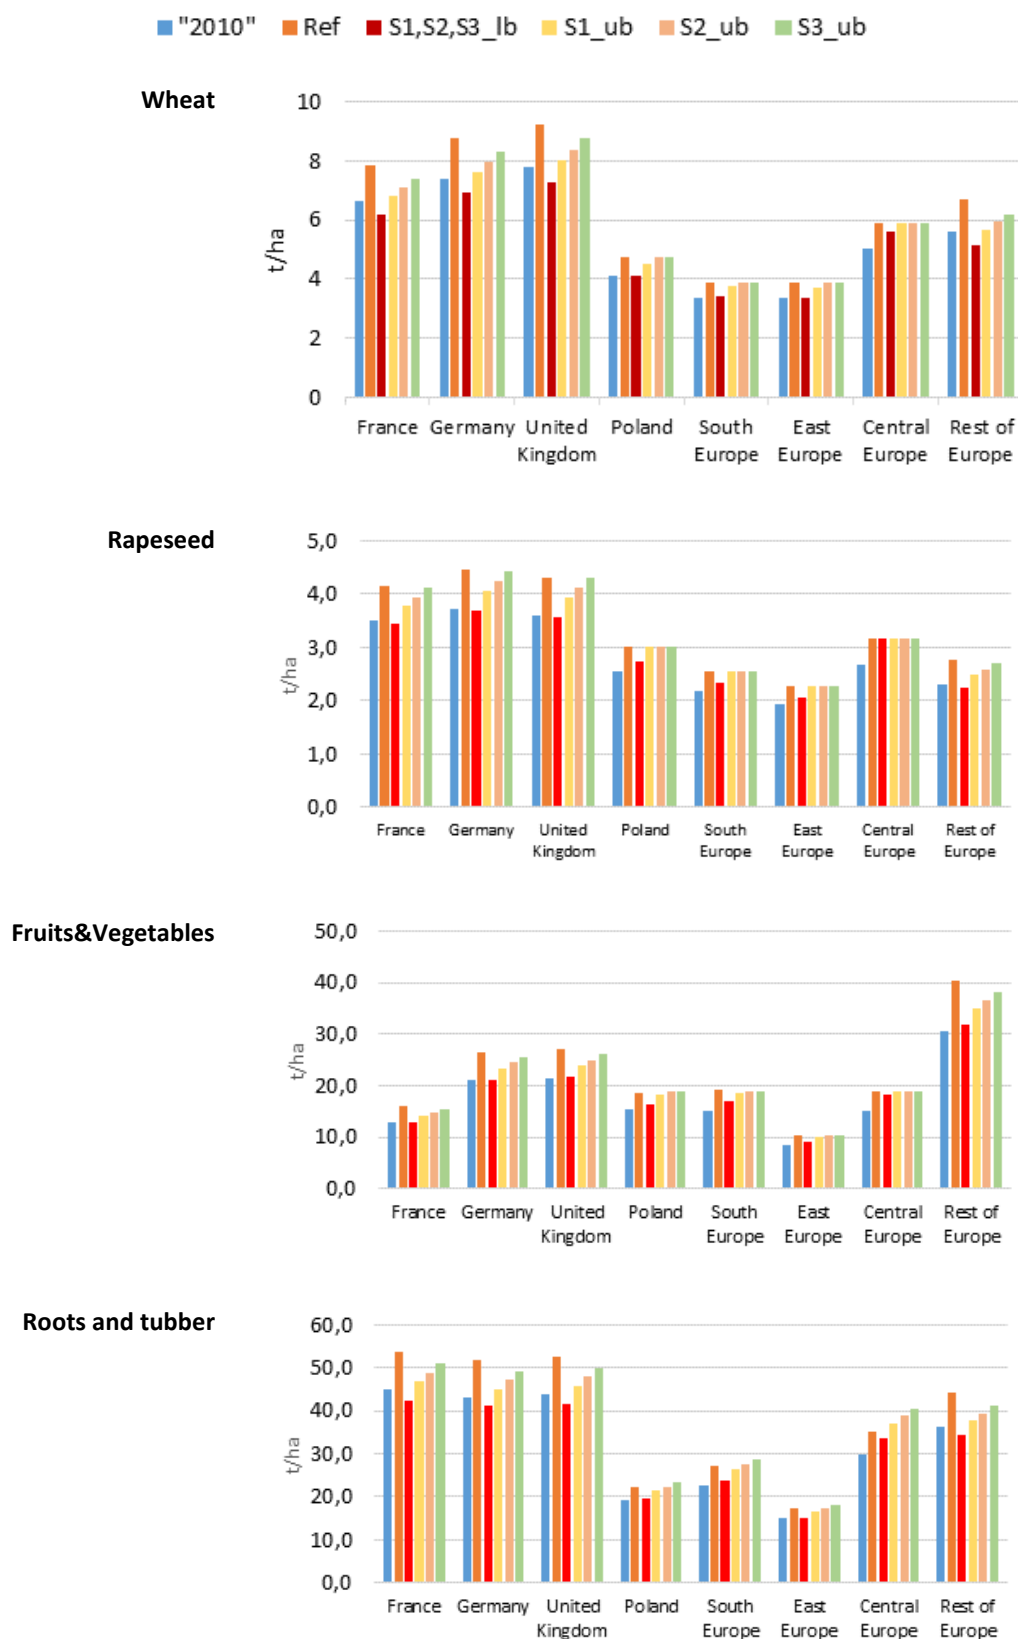 "2010" Ref S1,S2,S3_lb S1_ub S2_ub S3_ub
Wheat
t/ha
10
8
6
4
2
0
France Germany United Kingdom Poland South Europe East Europe Central Europe Rest of Europe
Rapeseed
t/ha
5,0
4,0
3,0
2,0
1,0
0,0
France Germany United Kingdom Poland South Europe East Europe Central Europe Rest of Europe
Fruits&Vegetables
t/ha
50,0
40,0
30,0
20,0
10,0
0,0
France Germany United Kingdom Poland South Europe East Europe Central Europe Rest of Europe
Roots and tubber
t/ha
60,0
50,0
40,0
30,0
20,0
10,0
0,0
France Germany United Kingdom Poland South Europe East Europe Central Europe Rest of Europe